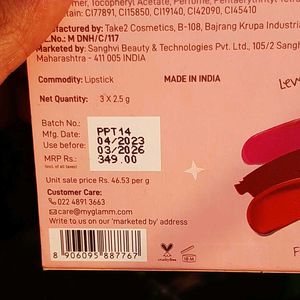 mer, Tocopheryl Acetate, Perfume, Pentaerythrityl Tetra
tain: CI77891, CI15850, CI19140, CI42090, CI45410
ufactured by: Take2 Cosmetics, B-108, Bajrang Krupa Industri
L.No.: M DNH/C/117
Marketed by: Sanghvi Beauty & Technologies Pvt. Ltd., 105/2 Sangh
Maharashtra - 411 005 INDIA
Commodity: Lipstick
MADE IN INDIA
Net Quantity: 3 X 2.5 g
Batch No.: PPT14
Mfg. Date: 04/2023
Use before: 03/2026
MRP Rs.: 349.00
(incl. of all taxes)
Unit sale price Rs. 46.53 per g
Customer Care:
022 4891 3663
care@myglamm.com
Write to us on our 'marketed by' address
8 906095 887767
crueltyfree